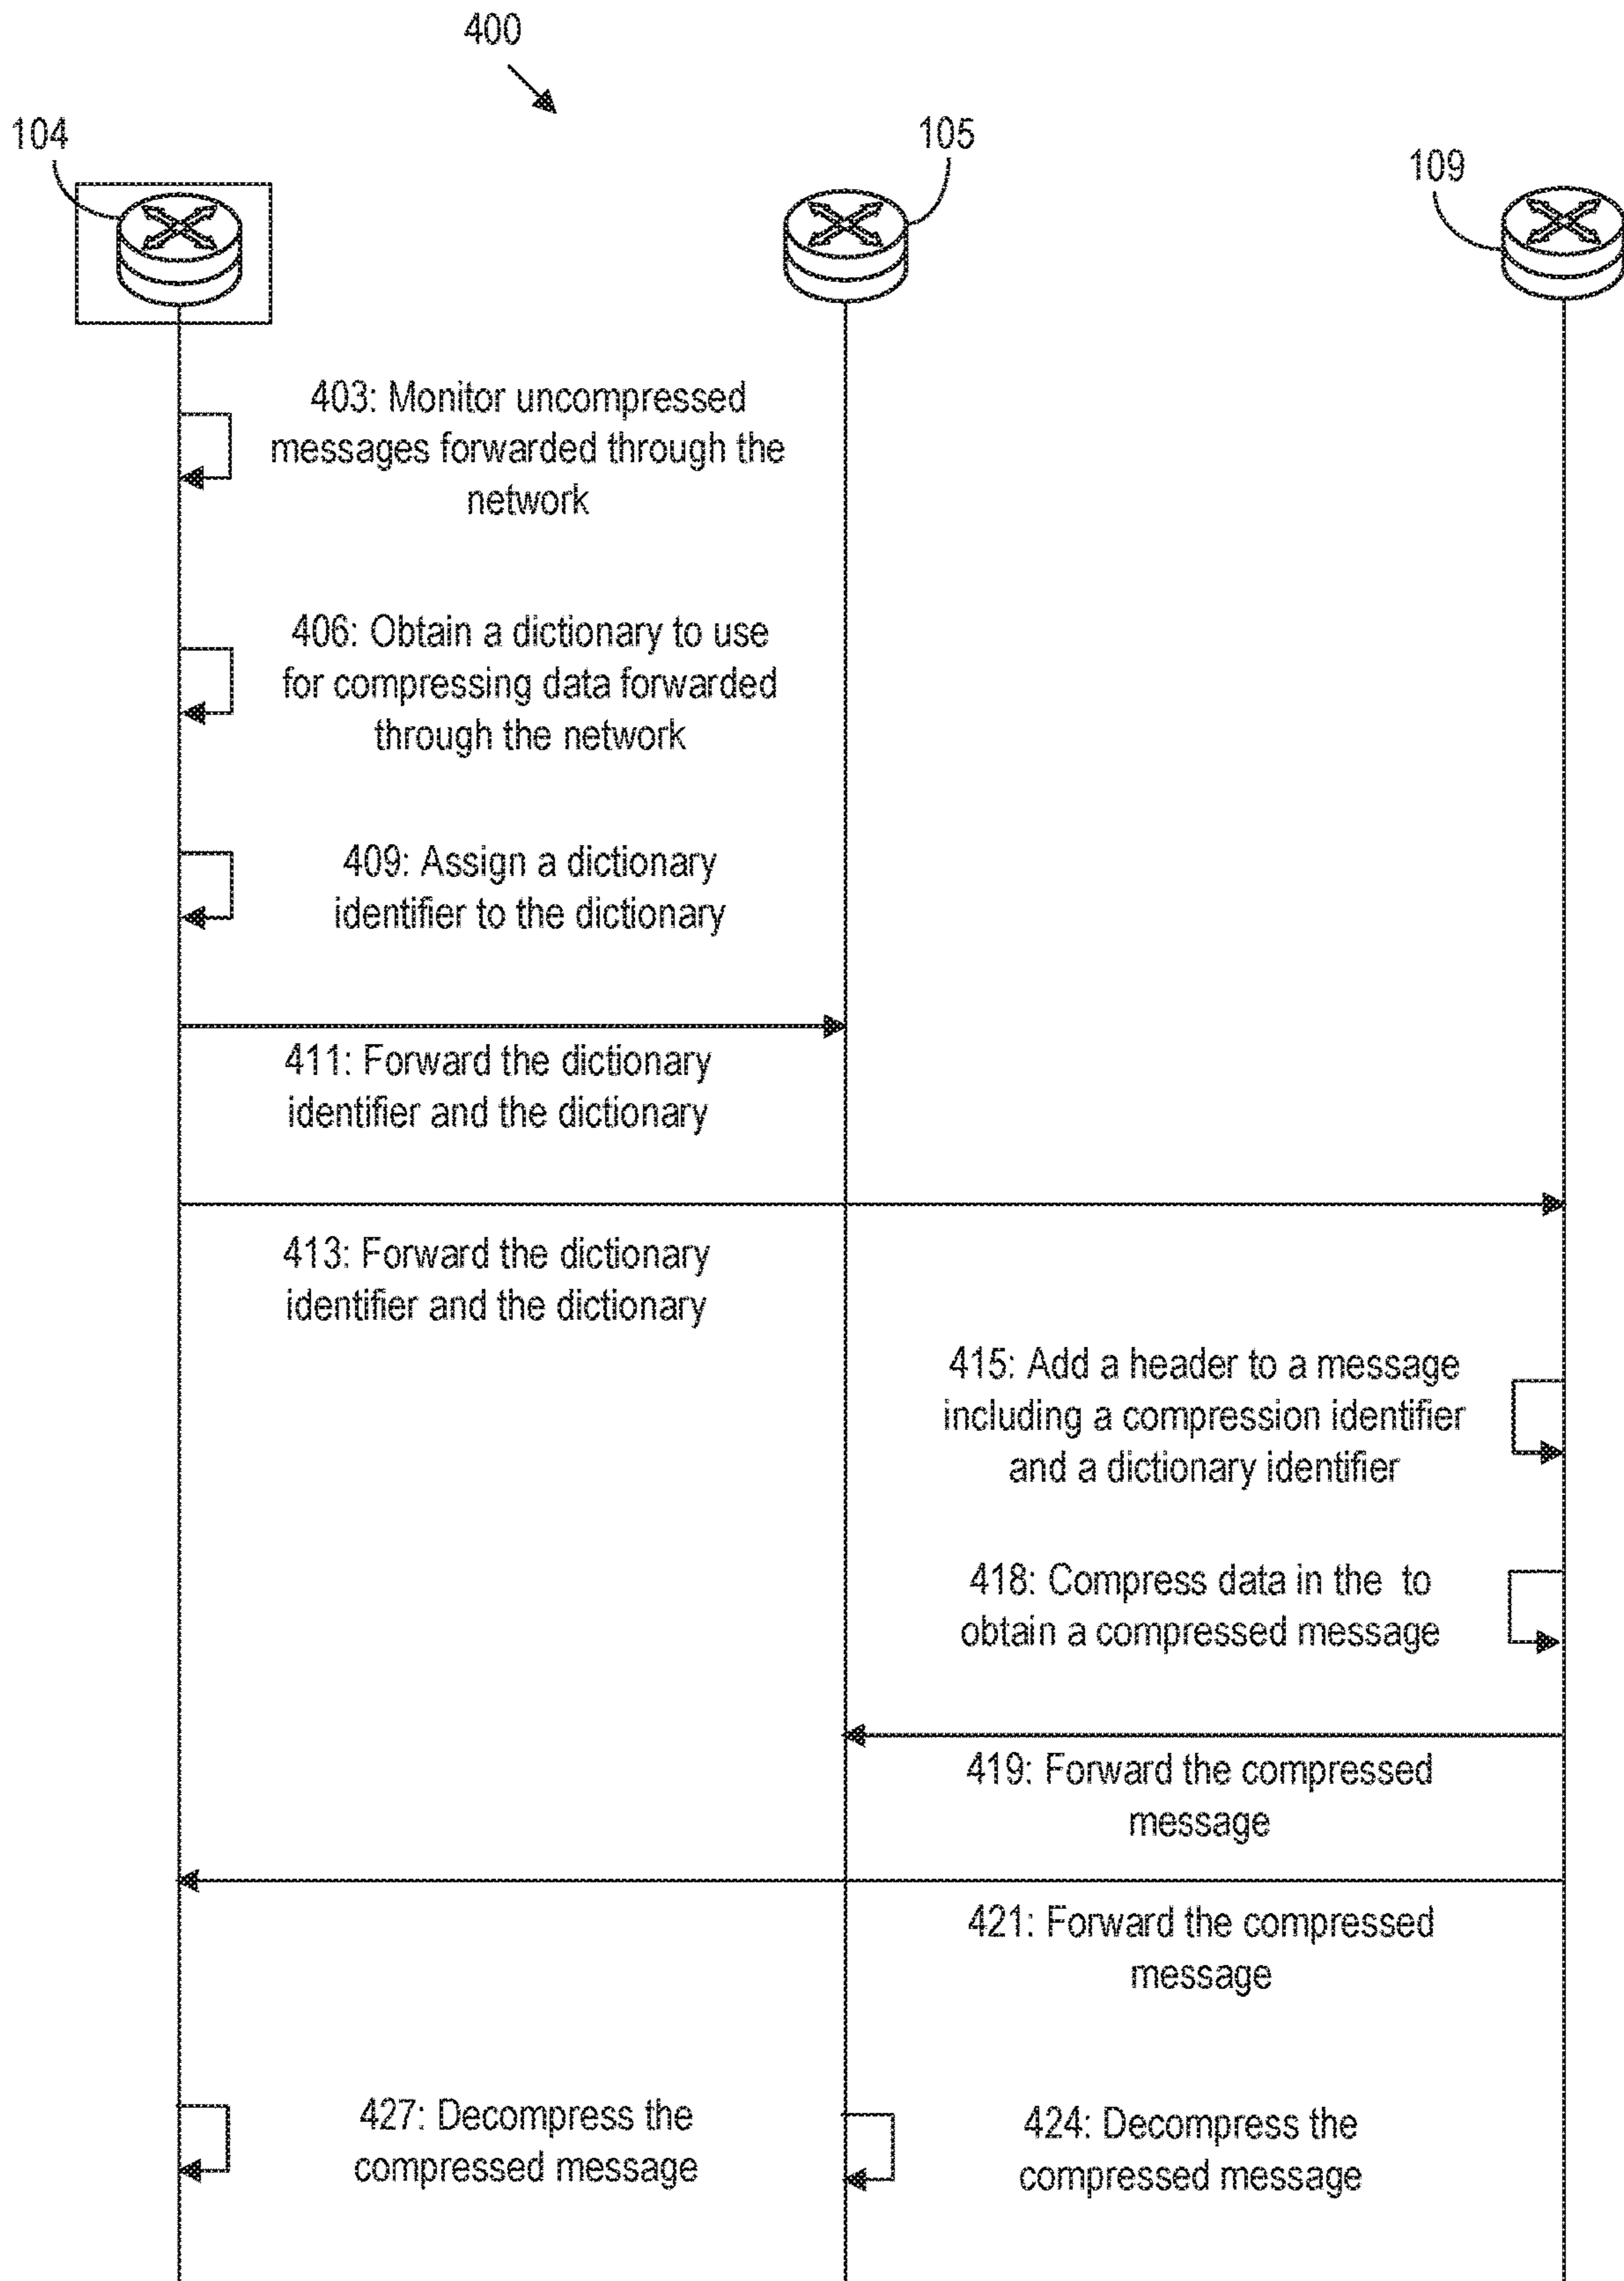 400
104
105
109
403: Monitor uncompressed
messages forwarded through the
network
406: Obtain a dictionary to use
for compressing data forwarded
through the network
409: Assign a dictionary
identifier to the dictionary
411: Forward the dictionary
identifier and the dictionary
413: Forward the dictionary
identifier and the dictionary
415: Add a header to a message
including a compression identifier
and a dictionary identifier
418: Compress data in the to
obtain a compressed message
419: Forward the compressed
message
421: Forward the compressed
message
427: Decompress the
compressed message
424: Decompress the
compressed message